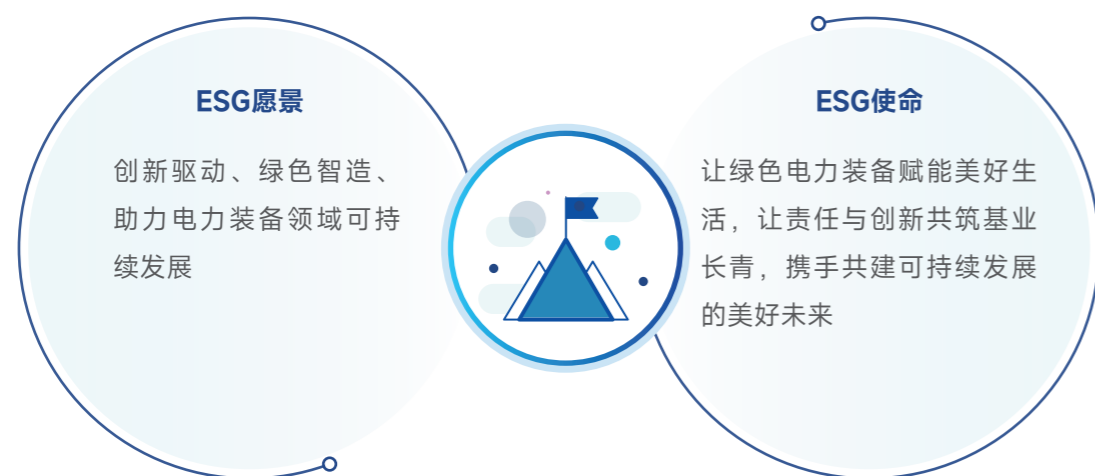 ESG愿景
创新驱动、绿色智造、
助力电力装备领域可持
续发展
ESG使命
让绿色电力装备赋能美好生
活，让责任与创新共筑基业
长青，携手共建可持续发展
的美好未来